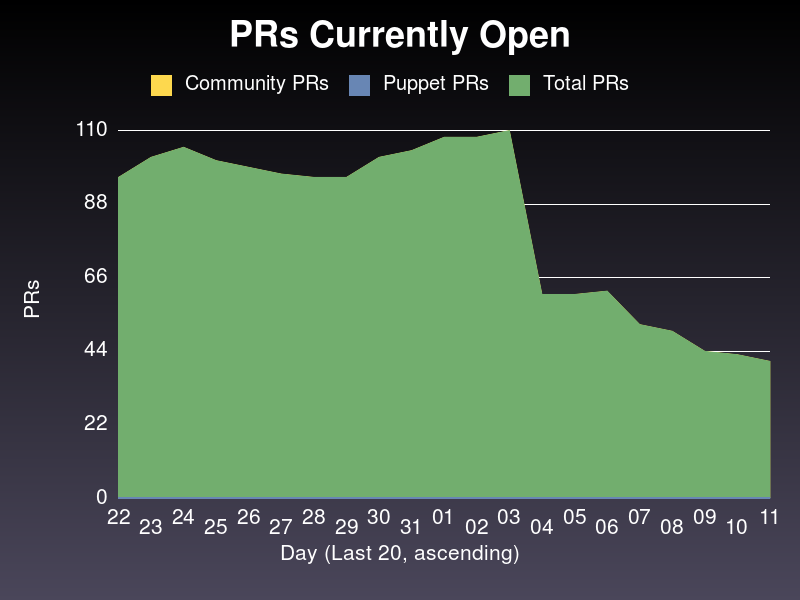 PRs Currently Open
Community PRs Puppet PRs Total PRs
110
88
66
44
22
0
PRs
22 23 24 25 26 27 28 29 30 31 01 02 03 04 05 06 07 08 09 10 11
Day (Last 20, ascending)